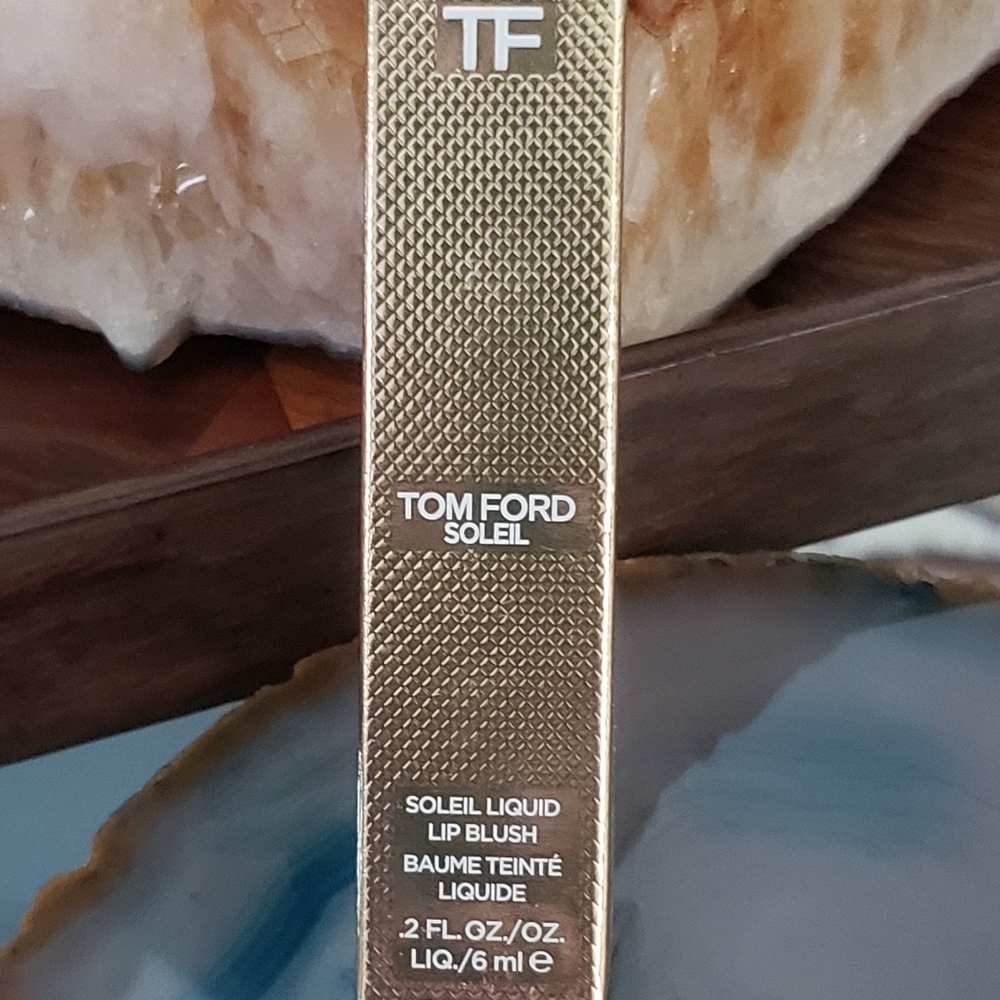 TF
TOM FORD
SOLEIL
SOLEIL LIQUID
LIP BLUSH
BAUME TEINTÉ
LIQUIDE
.2 FL. OZ./OZ.
LIQ./6 ml e